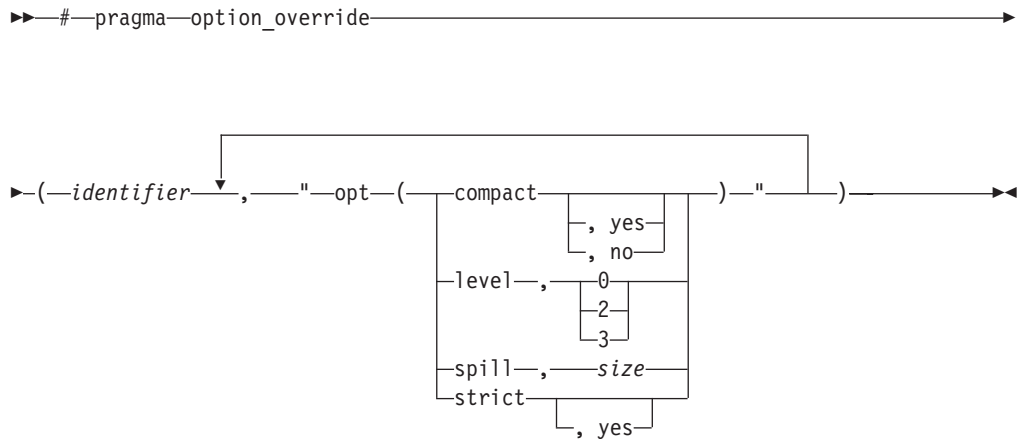 # pragma option_override
( identifier , " opt ( compact ) " )
, yes
, no
level , 0
2
3
spill , size
strict
, yes